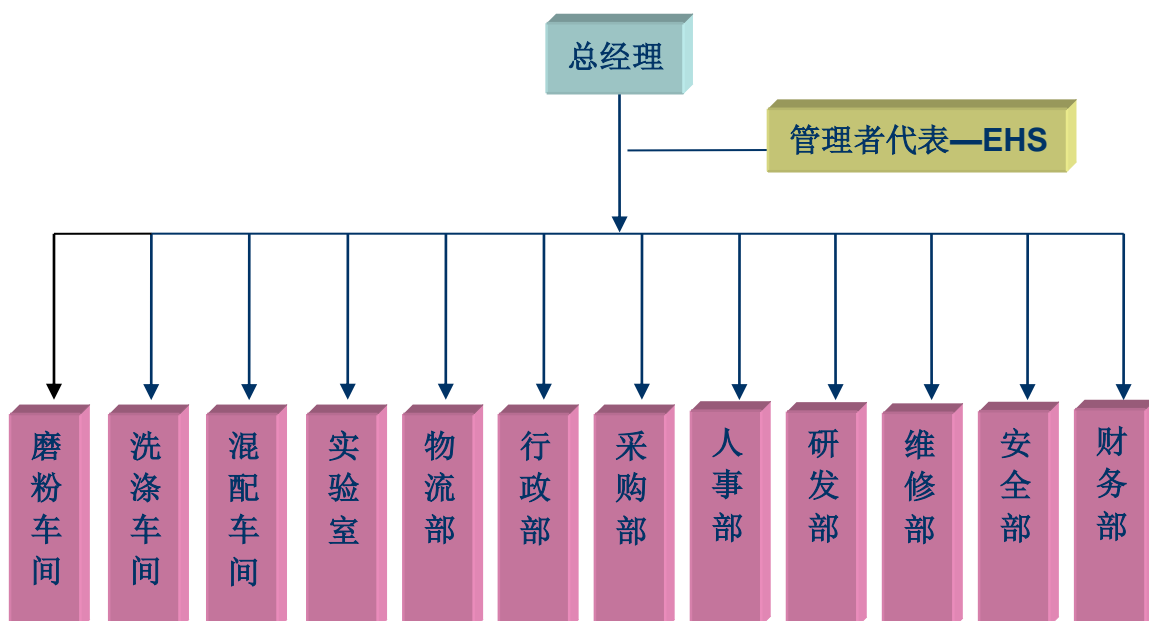 总经理
管理者代表—EHS
磨粉车间
洗涤车间
混配车间
实验室
物流部
行政部
采购部
人事部
研发部
维修部
安全部
财务部